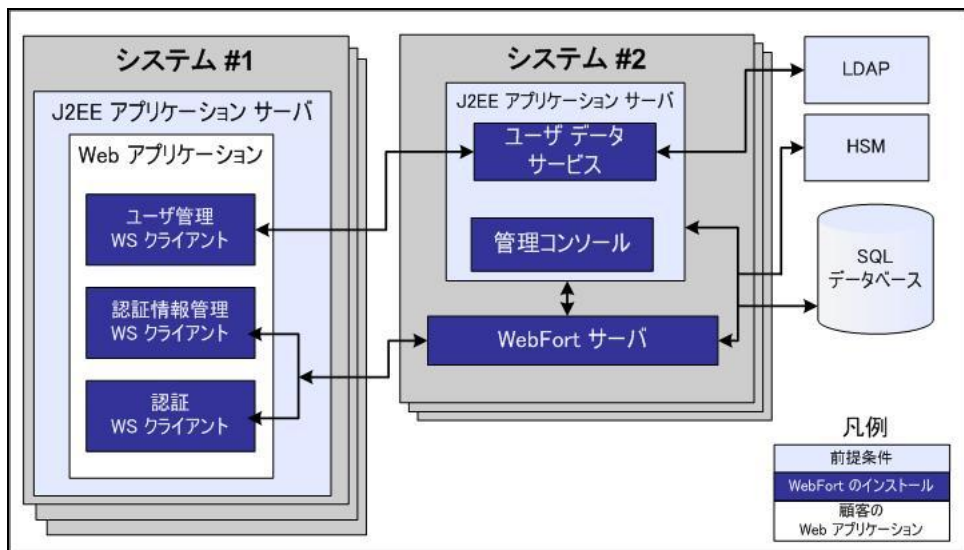 システム #1
J2EE アプリケーション サーバ
Web アプリケーション
ユーザ管理
WS クライアント
認証情報管理
WS クライアント
認証
WS クライアント
システム #2
J2EE アプリケーション サーバ
ユーザ データ
サービス
管理コンソール
WebFort サーバ
LDAP
HSM
SQL
データベース
凡例
前提条件
WebFort のインストール
顧客の
Web アプリケーション